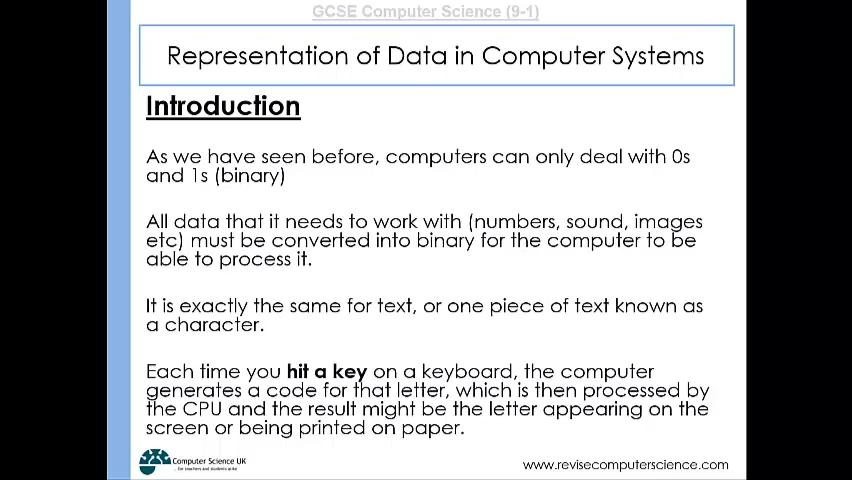 GCSE Computer Science (9-1)
Representation of Data in Computer Systems
Introduction
As we have seen before, computers can only deal with 0s
and 1s (binary)
All data that it needs to work with (numbers, sound, images
etc) must be converted into binary for the computer to be
able to process it.
It is exactly the same for text, or one piece of text known as
a character.
Each time you hit a key on a keyboard, the computer
generates a code for that letter, which is then processed by
the CPU and the result might be the letter appearing on the
screen or being printed on paper.
Computer Science UK
... for teachers and students alike
www.revisecomputerscience.com